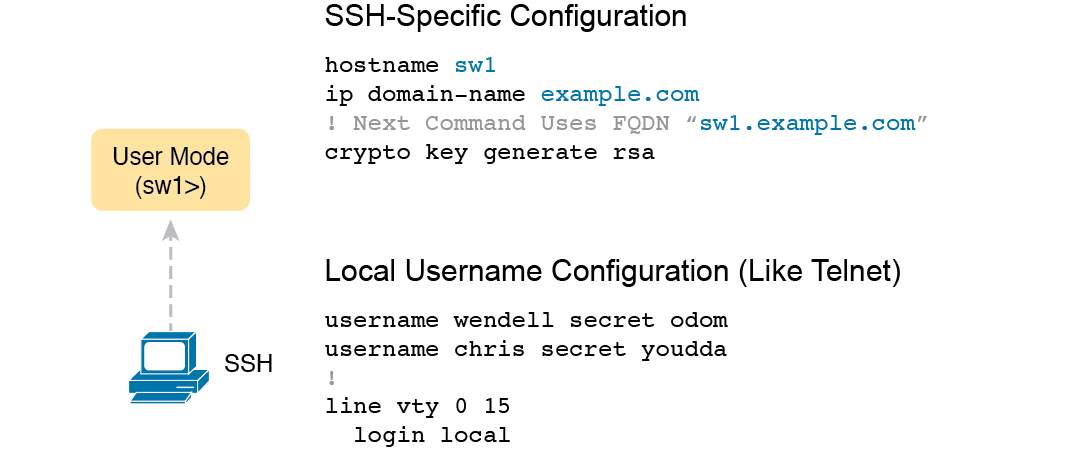 SSH-Specific Configuration
hostname sw1
ip domain-name example.com
! Next Command Uses FQDN “sw1.example.com”
crypto key generate rsa
User Mode
(sw1>)
SSH
Local Username Configuration (Like Telnet)
username wendell secret odom
username chris secret youdda
!
line vty 0 15
login local